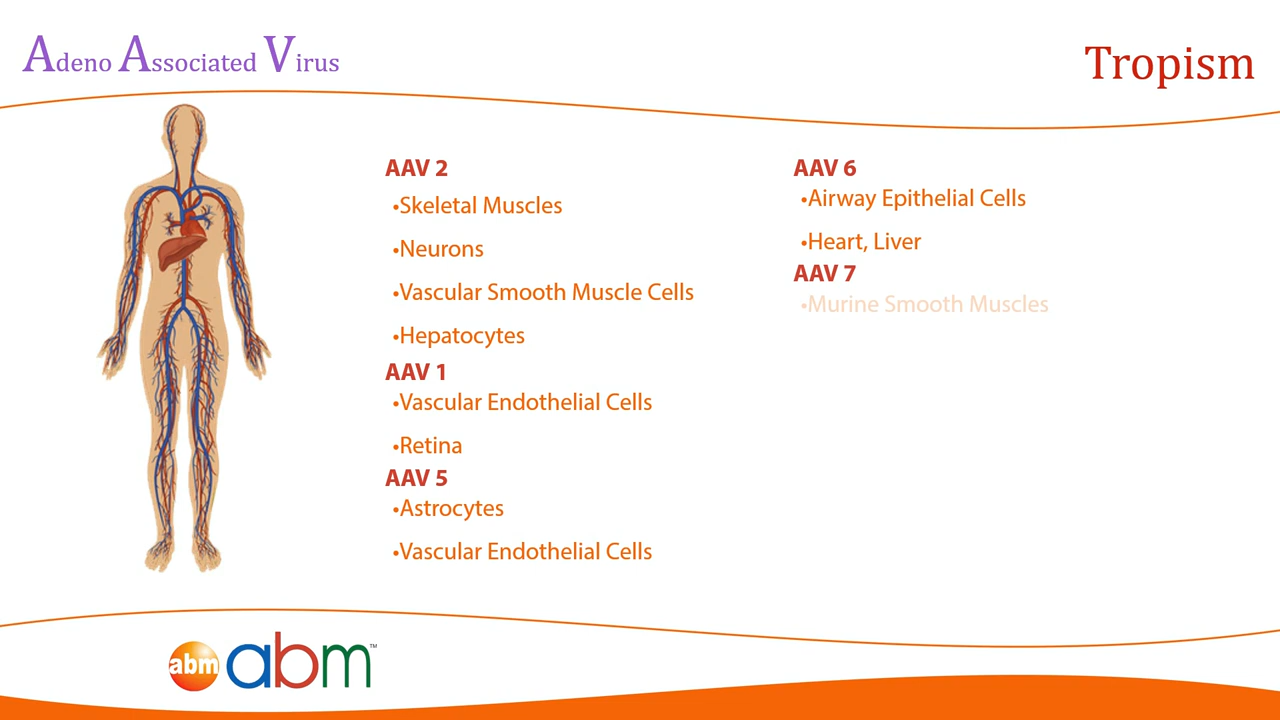 Adeno Associated Virus
Tropism
AAV 2
•Skeletal Muscles
•Neurons
•Vascular Smooth Muscle Cells
•Hepatocytes
AAV 1
•Vascular Endothelial Cells
•Retina
AAV 5
•Astrocytes
•Vascular Endothelial Cells
AAV 6
•Airway Epithelial Cells
•Heart, Liver
AAV 7
•Murine Smooth Muscles
abm abm™